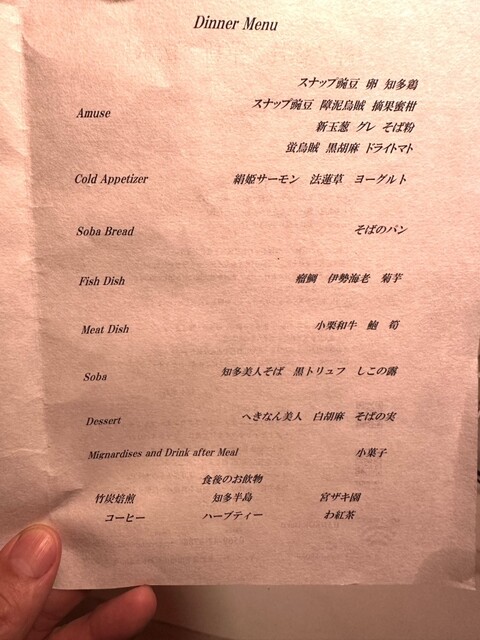 Dinner Menu
スナップ豌豆 卵 知多鶏
スナップ豌豆 障泥烏賊 摘果蜜柑
Amuse
新玉葱 グレ そば粉
蛍烏賊 黒胡麻 ドライトマト
Cold Appetizer 絹姫サーモン 法蓮草 ヨーグルト
Soba Bread そばのパン
Fish Dish 瘤鯛 伊勢海老 菊芋
Meat Dish 小栗和牛 鮑 筍
Soba 知多美人そば 黒トリュフ しこの露
Dessert へきなん美人 白胡麻 そばの実
Mignardises and Drink after Meal 小菓子
食後のお飲物
竹炭焙煎 知多半島 宮ザキ園
コーヒー ハーブティー わ紅茶